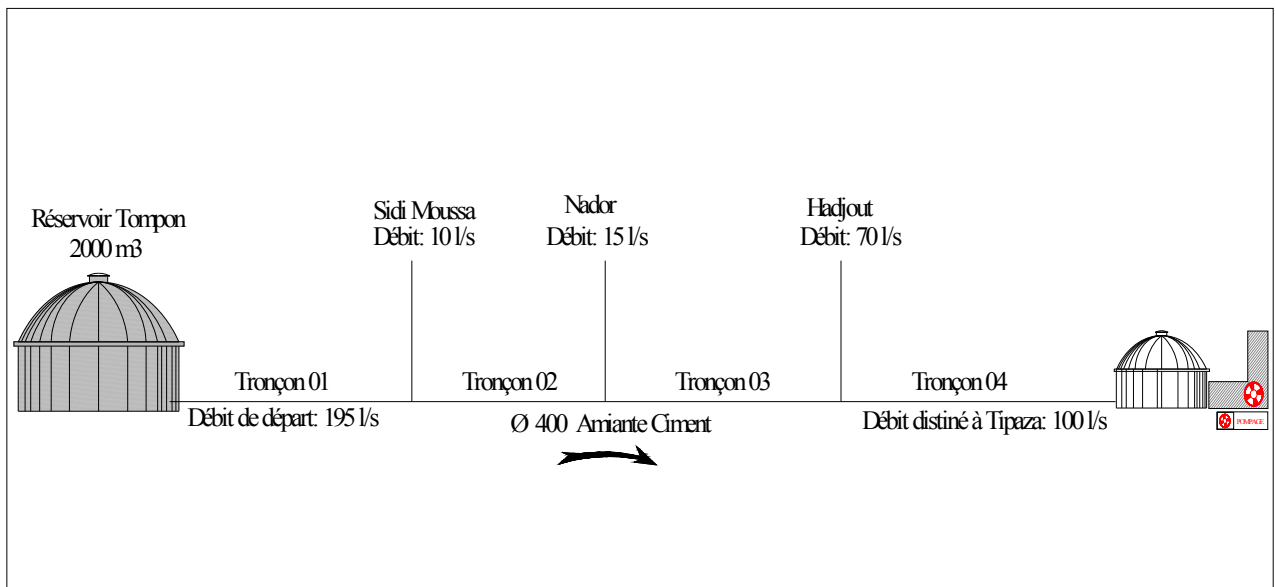 Réservoir Tompon
2000 m3
Sidi Moussa
Débit: 10 l/s
Nador
Débit: 15 l/s
Hadjout
Débit: 70 l/s
Tronçon 01
Tronçon 02
Tronçon 03
Tronçon 04
Débit de départ: 195 l/s
Ø 400 Amiante Ciment
Débit distiné à Tipaza: 100 l/s
POMPAGE